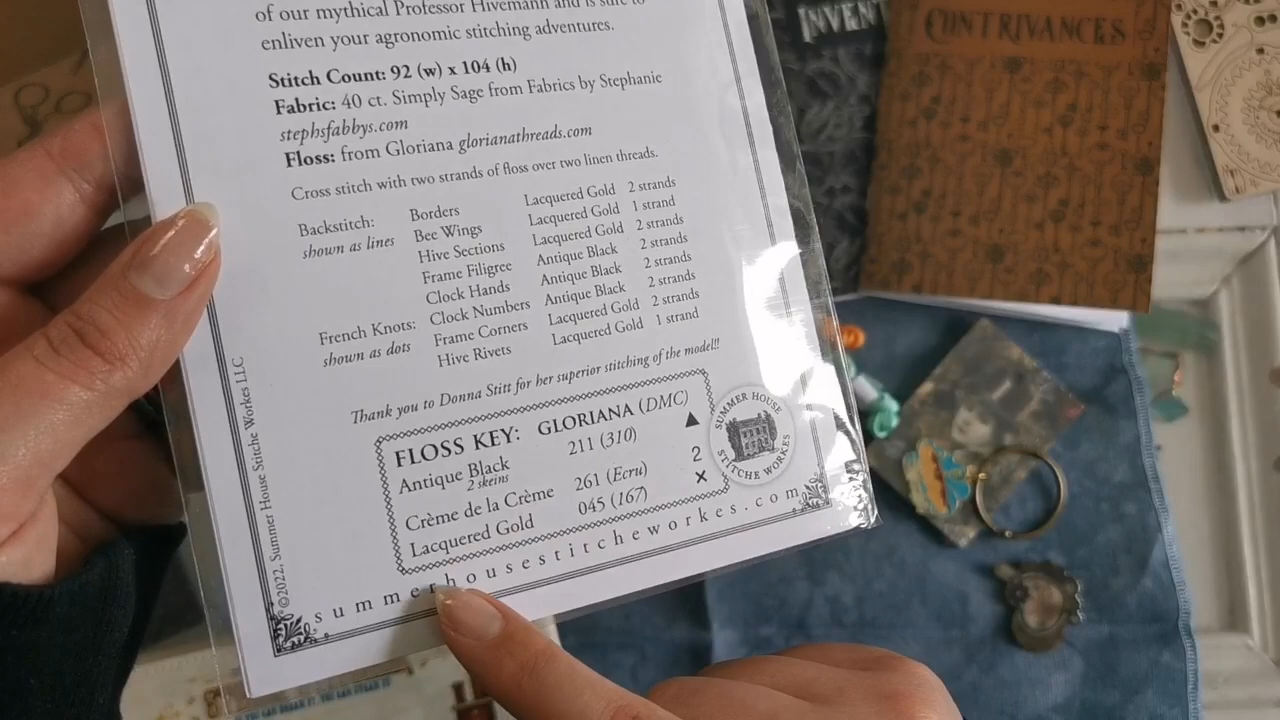 of our mythical Professor Hivemann and is sure to
enliven your agronomic stitching adventures.
Stitch Count: 92 (w) x 104 (h)
Fabric: 40 ct. Simply Sage from Fabrics by Stephanie
stephsfabbys.com
Floss: from Gloriana glorianathreads.com
Cross stitch with two strands of floss over two linen threads.
Backstitch: Borders Lacquered Gold 2 strands
shown as lines Bee Wings Lacquered Gold 1 strand
Hive Sections Lacquered Gold 2 strands
Frame Filigree Antique Black 2 strands
Clock Hands Antique Black 2 strands
French Knots: Clock Numbers Antique Black 2 strands
shown as dots Frame Corners Lacquered Gold 2 strands
Hive Rivets Lacquered Gold 1 strand
Thank you to Donna Stitt for her superior stitching of the model!!
FLOSS KEY: GLORIANA (DMC)
Antique Black 211 (310) ▲
2 skeins
Crème de la Crème 261 (Ecru) 2
Lacquered Gold 045 (167) ×
summerhousestitcheworkes.com
©2022, Summer House Stitche Workes LLC
SUMMER HOUSE
STITCHE WORKES
INVENT
CONTRIVANCES